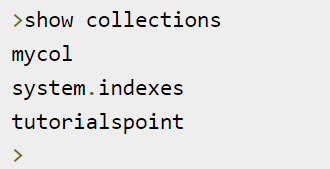 >show collections
mycol
system.indexes
tutorialspoint
>